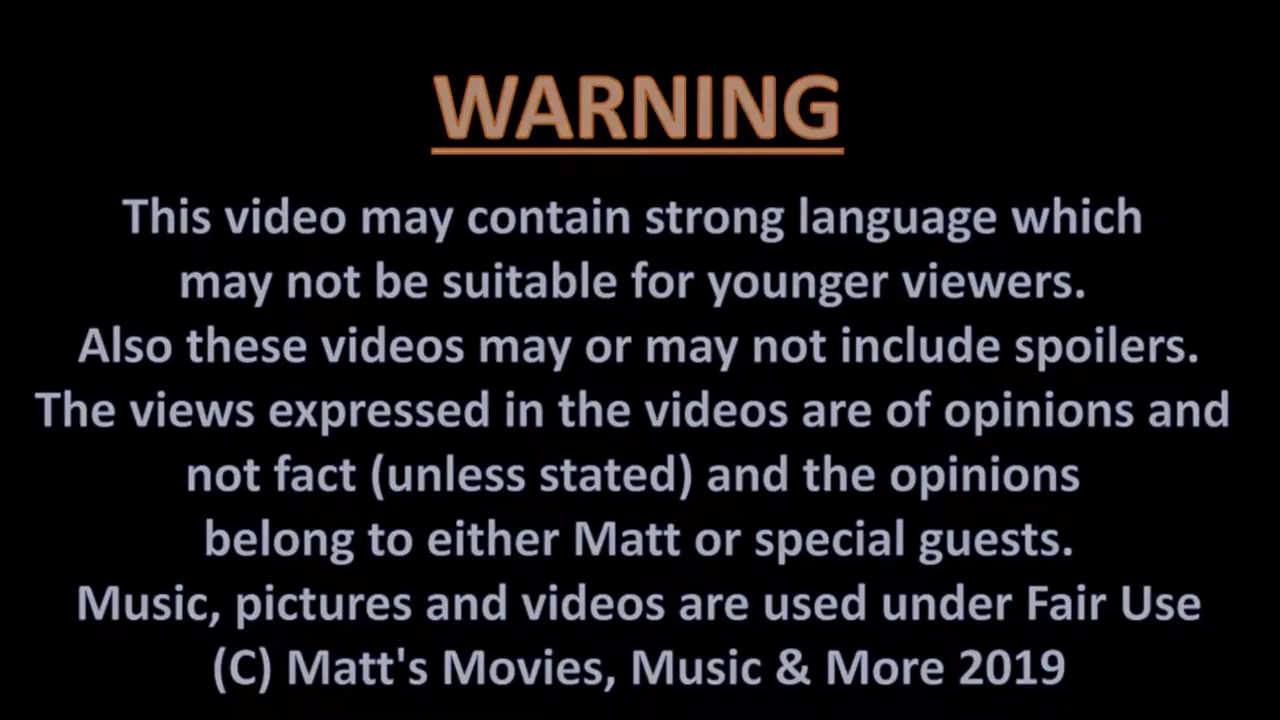 WARNING
This video may contain strong language which
may not be suitable for younger viewers.
Also these videos may or may not include spoilers.
The views expressed in the videos are of opinions and
not fact (unless stated) and the opinions
belong to either Matt or special guests.
Music, pictures and videos are used under Fair Use
(C) Matt's Movies, Music & More 2019